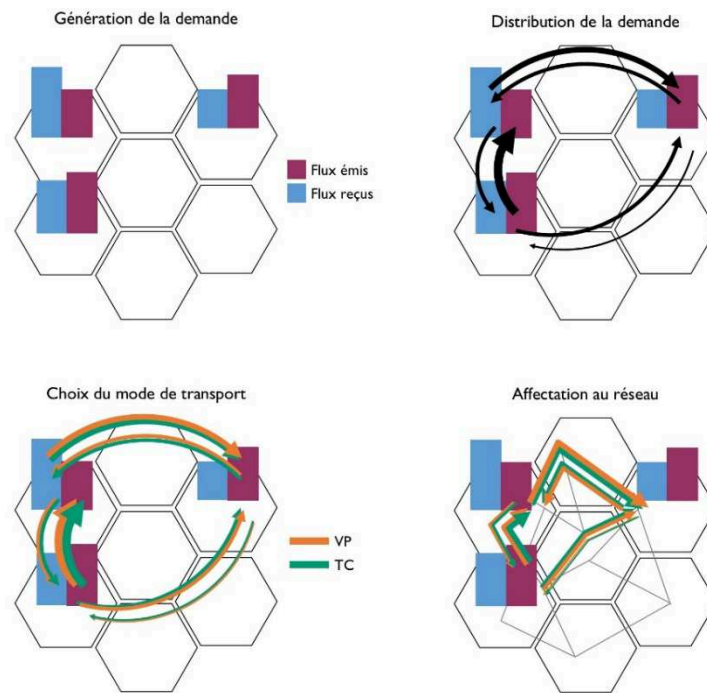 Génération de la demande
Distribution de la demande
Flux émis
Flux reçus
Choix du mode de transport
Affectation au réseau
VP
TC